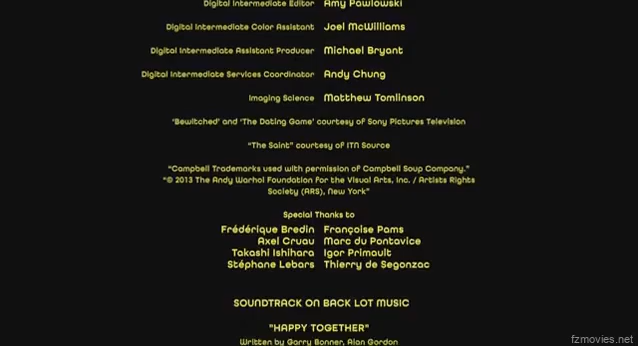 Digital Intermediate Editor Amy Pawlowski
Digital Intermediate Color Assistant Joel McWilliams
Digital Intermediate Assistant Producer Michael Bryant
Digital Intermediate Services Coordinator Andy Chung
Imaging Science Matthew Tomlinson
'Bewitched' and 'The Dating Game' courtesy of Sony Pictures Television
"The Saint" courtesy of ITN Source
"Campbell Trademarks used with permission of Campbell Soup Company."
"© 2013 The Andy Warhol Foundation for the Visual Arts, Inc. / Artists Rights
Society (ARS), New York"
Special Thanks to
Frédérique Bredin Françoise Pams
Axel Cruau Marc du Pontavice
Takashi Ishihara Igor Primault
Stéphane Lebars Thierry de Segonzac
SOUNDTRACK ON BACK LOT MUSIC
"HAPPY TOGETHER"
Written by Garry Bonner, Alan Gordon
fzmovies.net